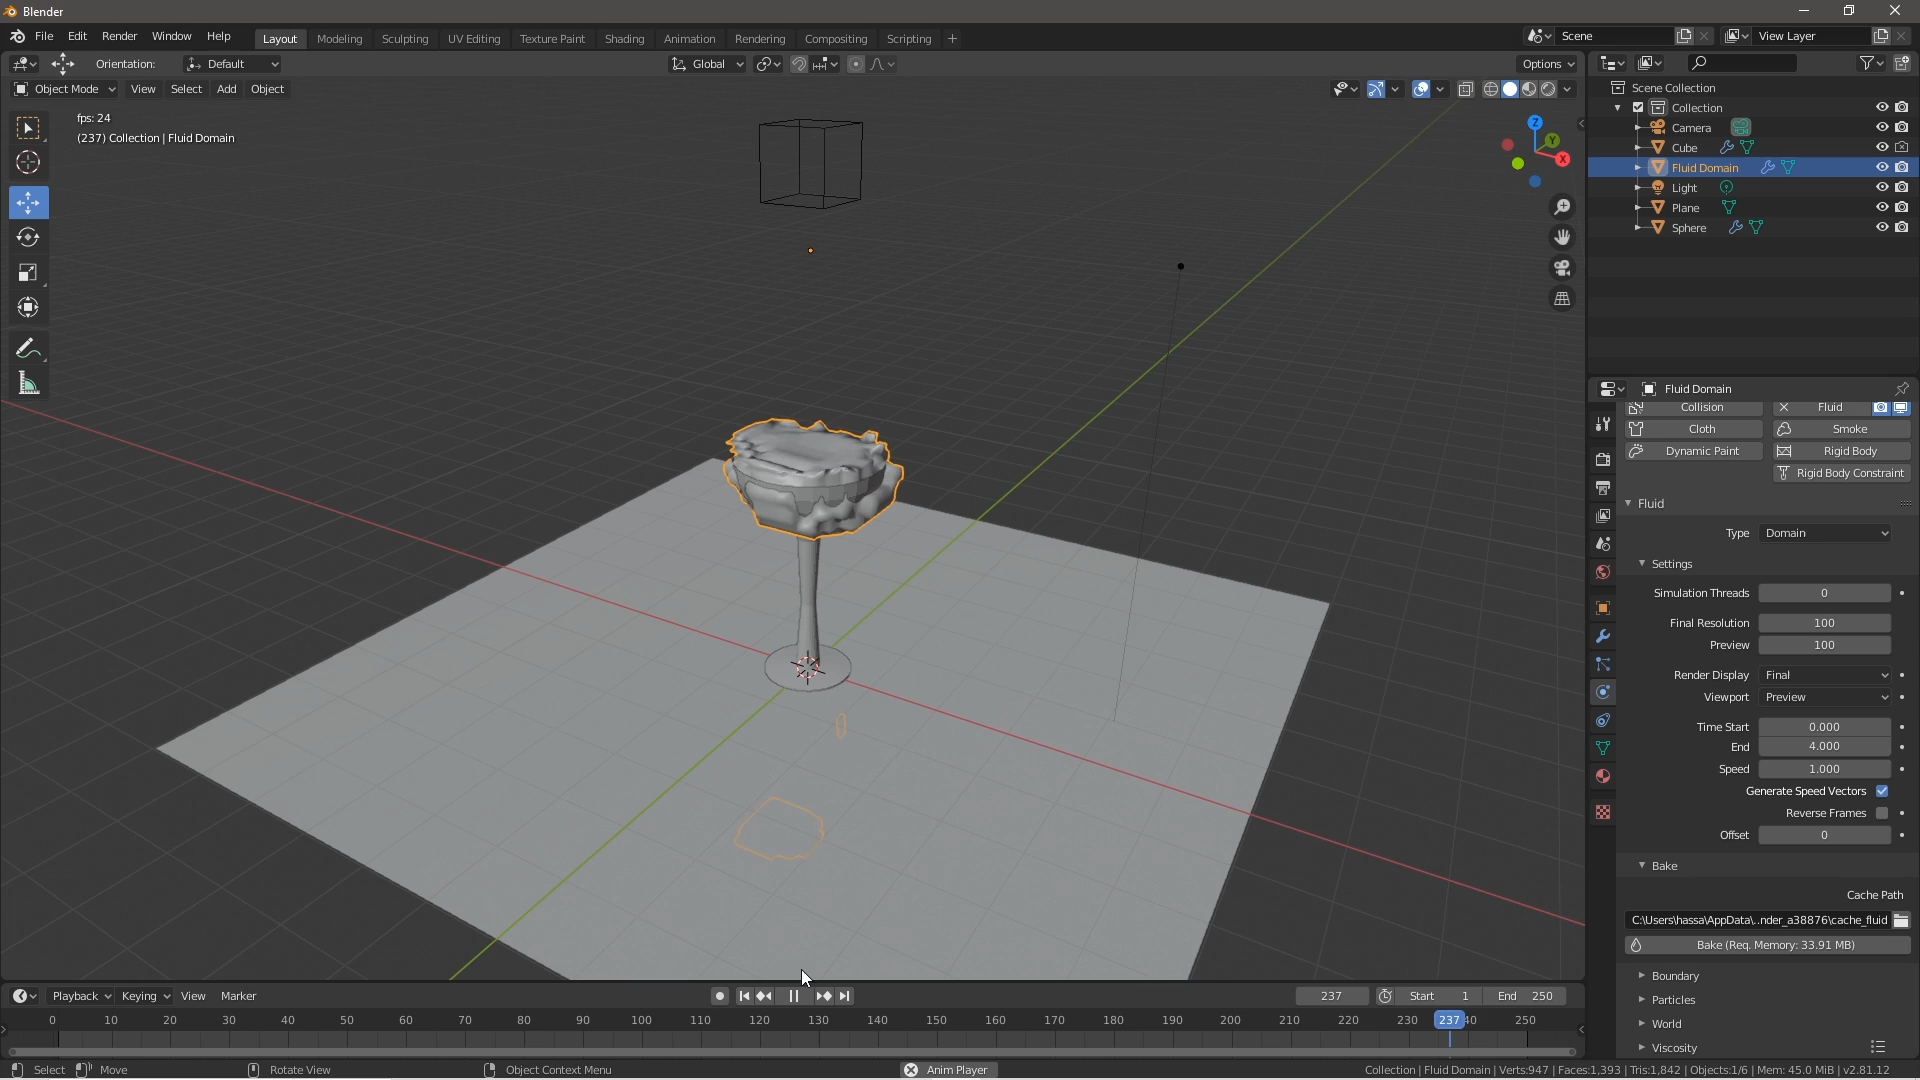 Blender
File Edit Render Window Help
Layout Modeling Sculpting UV Editing Texture Paint Shading Animation Rendering Compositing Scripting +
Scene
View Layer
Orientation: Default
Global
Options
Object Mode View Select Add Object
fps: 24
(237) Collection | Fluid Domain
Z
Y
X
Scene Collection
Collection
Camera
Cube
Fluid Domain
Light
Plane
Sphere
Fluid Domain
Collision Fluid
Cloth Smoke
Dynamic Paint Rigid Body
Rigid Body Constraint
Fluid
Type Domain
Settings
Simulation Threads 0
Final Resolution 100
Preview 100
Render Display Final
Viewport Preview
Time Start 0.000
End 4.000
Speed 1.000
Generate Speed Vectors
Reverse Frames
Offset 0
Bake
Cache Path
C:\Users\hassa\AppData\..nder_a38876\cache_fluid
Bake (Req. Memory: 33.91 MB)
Boundary
Particles
World
Viscosity
Playback Keying View Marker
237 Start 1 End 250
0 10 20 30 40 50 60 70 80 90 100 110 120 130 140 150 160 170 180 190 200 210 220 230 237 40 250
Select Move Rotate View Object Context Menu Anim Player
Collection | Fluid Domain | Verts:947 | Faces:1,393 | Tris:1,842 | Objects:1/6 | Mem: 45.0 MiB | v2.81.12